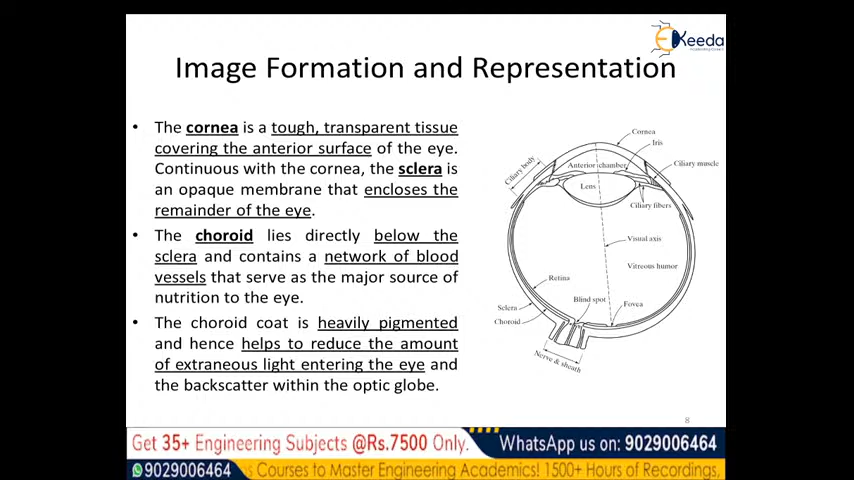 EKeeda
Image Formation and Representation
• The cornea is a tough, transparent tissue
covering the anterior surface of the eye.
Continuous with the cornea, the sclera is
an opaque membrane that encloses the
remainder of the eye.
• The choroid lies directly below the
sclera and contains a network of blood
vessels that serve as the major source of
nutrition to the eye.
• The choroid coat is heavily pigmented
and hence helps to reduce the amount
of extraneous light entering the eye and
the backscatter within the optic globe.
Cornea
Iris
Ciliary body
Anterior chamber
Ciliary muscle
Lens
Ciliary fibers
Visual axis
Vitreous humor
Retina
Blind spot
Fovea
Sclera
Choroid
Nerve & sheath
8
Get 35+ Engineering Subjects @Rs.7500 Only.
WhatsApp us on: 9029006464
9029006464
s Courses to Master Engineering Academics! 1500+ Hours of Recordings,